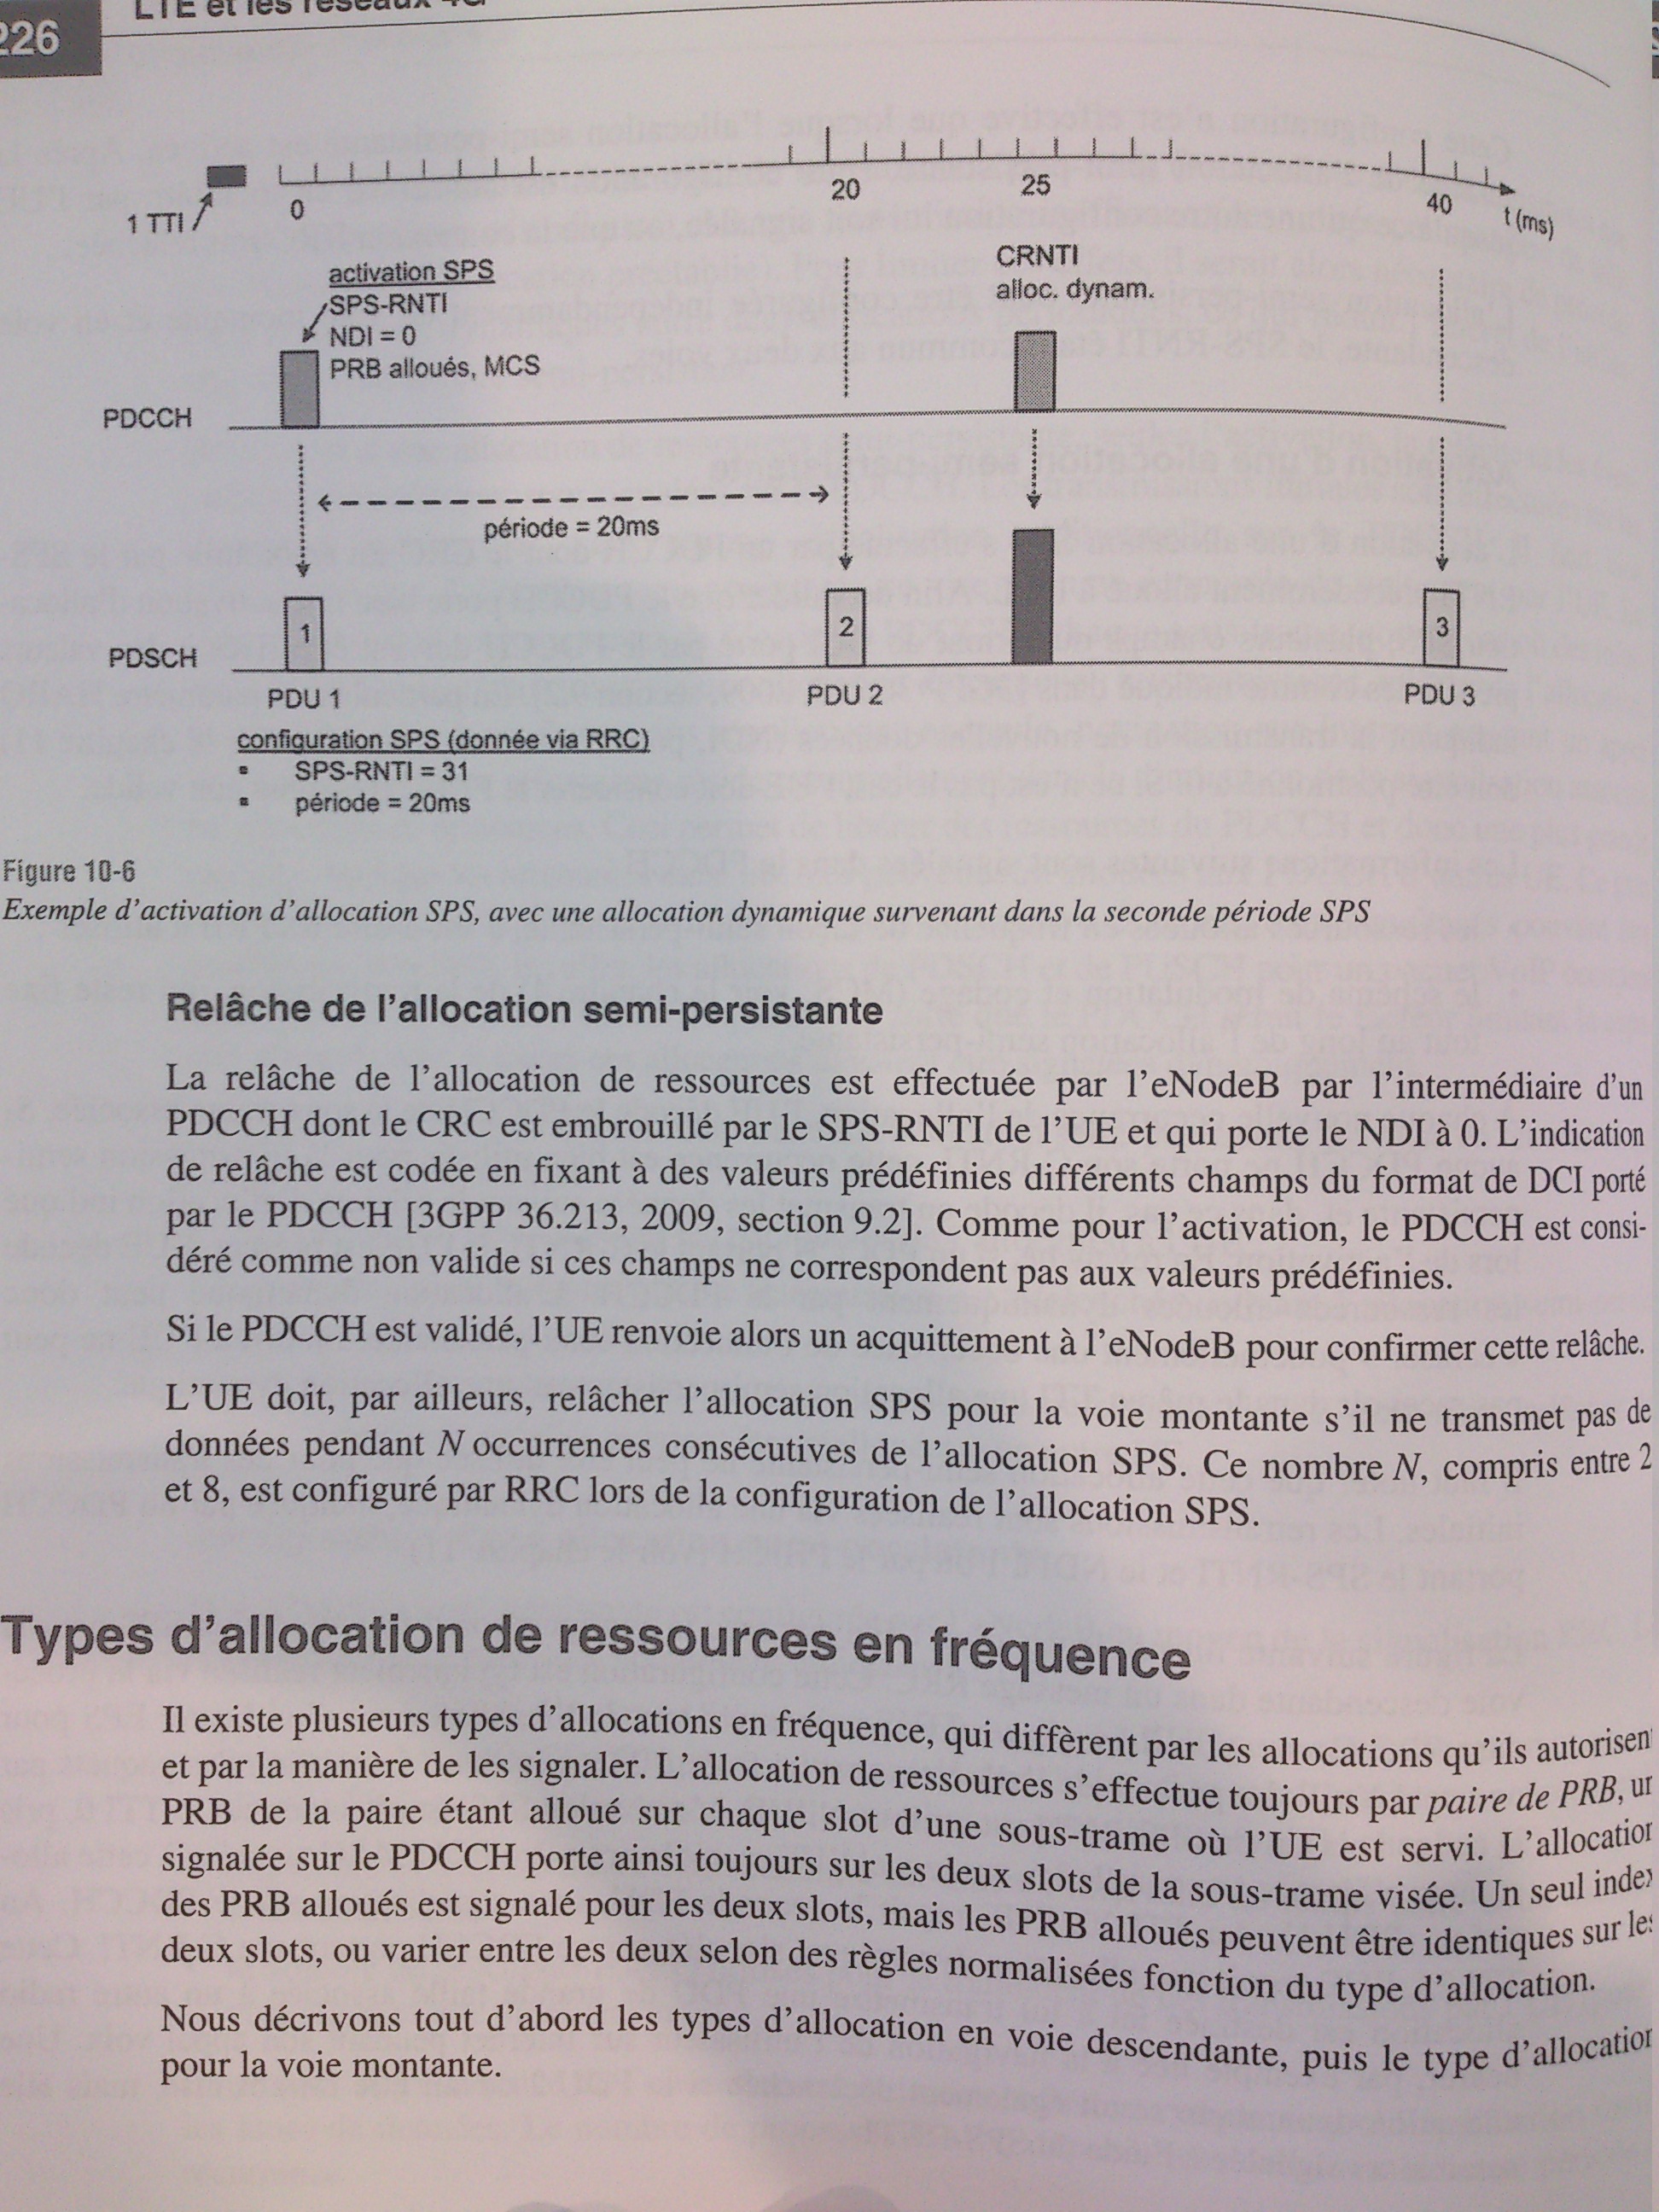 226
LTE et les réseaux 4G
1 TTI
0
20
25
40
t (ms)
activation SPS
SPS-RNTI
NDI = 0
PRB alloués, MCS
CRNTI
alloc. dynam.
PDCCH
période = 20ms
1
2
3
PDSCH
PDU 1
PDU 2
PDU 3
configuration SPS (donnée via RRC)
▪ SPS-RNTI = 31
▪ période = 20ms
Figure 10-6
Exemple d’activation d’allocation SPS, avec une allocation dynamique survenant dans la seconde période SPS
Relâche de l’allocation semi-persistante
La relâche de l’allocation de ressources est effectuée par l’eNodeB par l’intermédiaire d’un
PDCCH dont le CRC est embrouillé par le SPS-RNTI de l’UE et qui porte le NDI à 0. L’indication
de relâche est codée en fixant à des valeurs prédéfinies différents champs du format de DCI porté
par le PDCCH [3GPP 36.213, 2009, section 9.2]. Comme pour l’activation, le PDCCH est consi-
déré comme non valide si ces champs ne correspondent pas aux valeurs prédéfinies.
Si le PDCCH est validé, l’UE renvoie alors un acquittement à l’eNodeB pour confirmer cette relâche.
L’UE doit, par ailleurs, relâcher l’allocation SPS pour la voie montante s’il ne transmet pas de
données pendant N occurrences consécutives de l’allocation SPS. Ce nombre N, compris entre 2
et 8, est configuré par RRC lors de la configuration de l’allocation SPS.
Types d’allocation de ressources en fréquence
Il existe plusieurs types d’allocations en fréquence, qui diffèrent par les allocations qu’ils autorisent
et par la manière de les signaler. L’allocation de ressources s’effectue toujours par paire de PRB, un
PRB de la paire étant alloué sur chaque slot d’une sous-trame où l’UE est servi. L’allocation
signalée sur le PDCCH porte ainsi toujours sur les deux slots de la sous-trame visée. Un seul index
des PRB alloués est signalé pour les deux slots, mais les PRB alloués peuvent être identiques sur les
deux slots, ou varier entre les deux selon des règles normalisées fonction du type d’allocation.
Nous décrivons tout d’abord les types d’allocation en voie descendante, puis le type d’allocation
pour la voie montante.